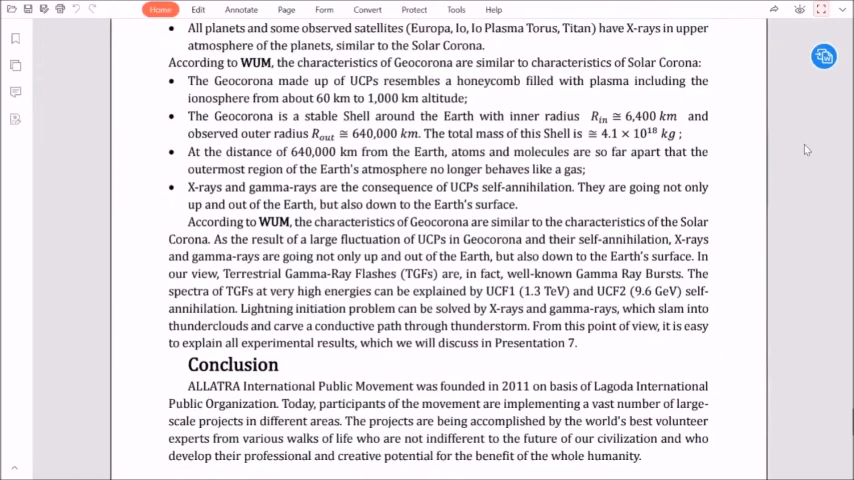 Home Edit Annotate Page Form Convert Protect Tools Help
• All planets and some observed satellites (Europa, Io, Io Plasma Torus, Titan) have X-rays in upper
atmosphere of the planets, similar to the Solar Corona.
According to WUM, the characteristics of Geocorona are similar to characteristics of Solar Corona:
• The Geocorona made up of UCPs resembles a honeycomb filled with plasma including the
ionosphere from about 60 km to 1,000 km altitude;
• The Geocorona is a stable Shell around the Earth with inner radius R_in ≅ 6,400 km and
observed outer radius R_out ≅ 640,000 km. The total mass of this Shell is ≅ 4.1 × 10¹⁸ kg ;
• At the distance of 640,000 km from the Earth, atoms and molecules are so far apart that the
outermost region of the Earth's atmosphere no longer behaves like a gas;
• X-rays and gamma-rays are the consequence of UCPs self-annihilation. They are going not only
up and out of the Earth, but also down to the Earth's surface.
According to WUM, the characteristics of Geocorona are similar to the characteristics of the Solar
Corona. As the result of a large fluctuation of UCPs in Geocorona and their self-annihilation, X-rays
and gamma-rays are going not only up and out of the Earth, but also down to the Earth's surface. In
our view, Terrestrial Gamma-Ray Flashes (TGFs) are, in fact, well-known Gamma Ray Bursts. The
spectra of TGFs at very high energies can be explained by UCF1 (1.3 TeV) and UCF2 (9.6 GeV) self-
annihilation. Lightning initiation problem can be solved by X-rays and gamma-rays, which slam into
thunderclouds and carve a conductive path through thunderstorm. From this point of view, it is easy
to explain all experimental results, which we will discuss in Presentation 7.
Conclusion
ALLATRA International Public Movement was founded in 2011 on basis of Lagoda International
Public Organization. Today, participants of the movement are implementing a vast number of large-
scale projects in different areas. The projects are being accomplished by the world's best volunteer
experts from various walks of life who are not indifferent to the future of our civilization and who
develop their professional and creative potential for the benefit of the whole humanity.